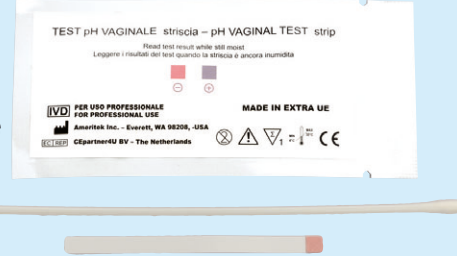 TEST pH VAGINALE striscia – pH VAGINAL TEST strip
Read test result while still moist
Leggere i risultati del test quando la striscia è ancora inumidita
IVD PER USO PROFESSIONALE
FOR PROFESSIONAL USE
MADE IN EXTRA UE
Ameritek Inc. – Everett, WA 98208, -USA
EC REP CEpartner4U BV – The Netherlands
1
CE